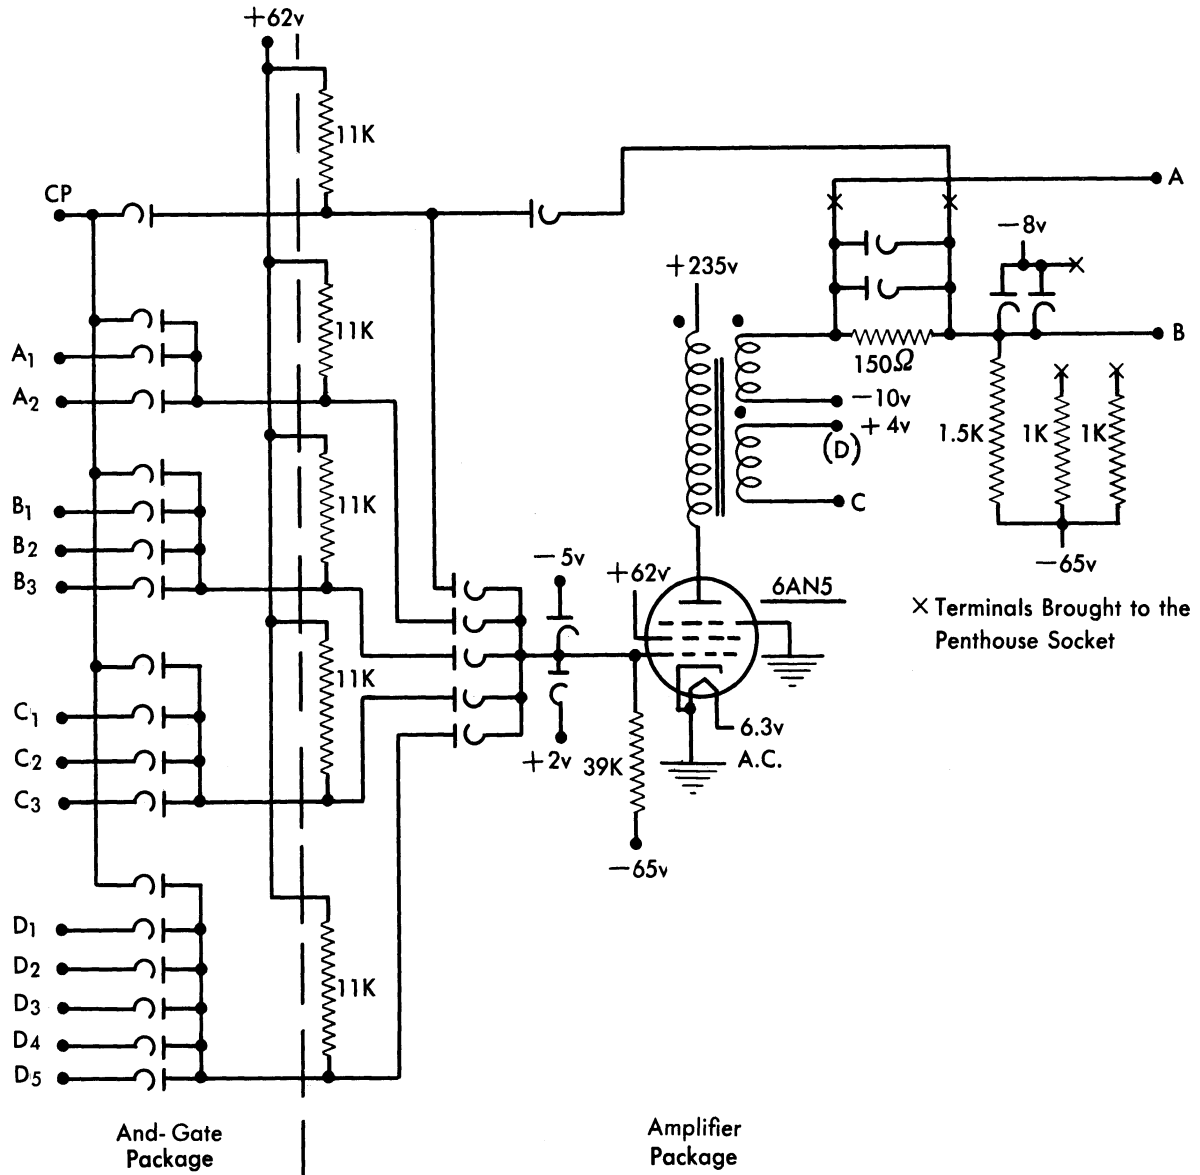 +62v
11K
CP
A
−8v
+235v
11K
A1
A2
B
150Ω
−10v
+4v
(D)
1.5K
1K
1K
C
11K
B1
B2
B3
−5v
+62v
6AN5
−65v
× Terminals Brought to the
Penthouse Socket
11K
C1
C2
C3
+2v
39K
6.3v
A.C.
−65v
D1
D2
D3
D4
D5
11K
And-Gate
Package
Amplifier
Package